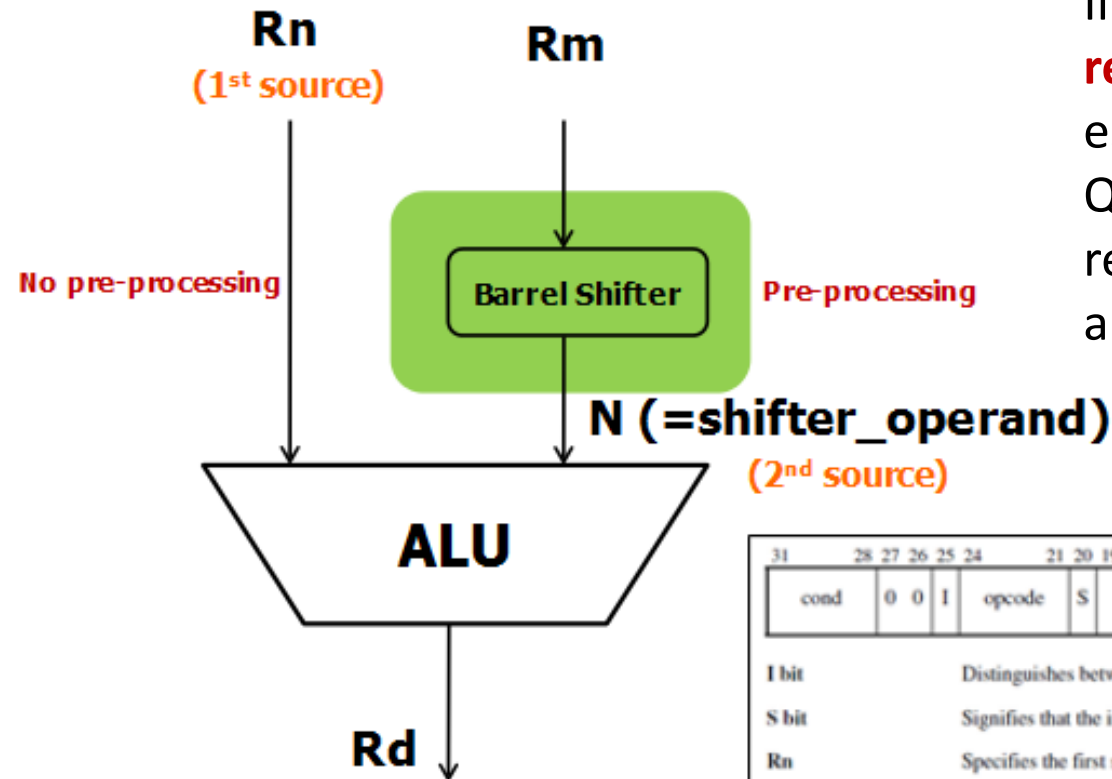 Rn
(1st source)
Rm
re
No pre-processing
Barrel Shifter
Pre-processing
N (=shifter_operand)
(2nd source)
ALU
Rd
31 28 27 26 25 24 21 20
cond 0 0 I opcode S
I bit Distinguishes
S bit Signifies that the
Rn Specifies the first